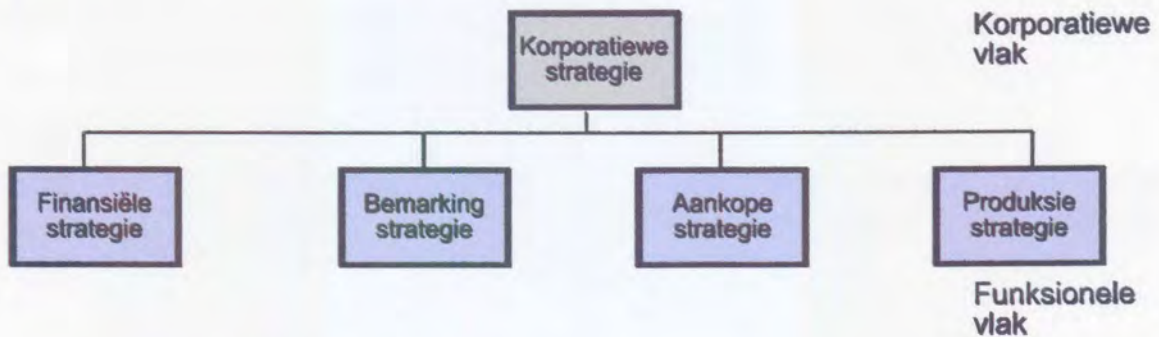 Korporatiewe
strategie
Korporatiewe
vlak
Finansiële
strategie
Bemarking
strategie
Aankope
strategie
Produksie
strategie
Funksionele
vlak